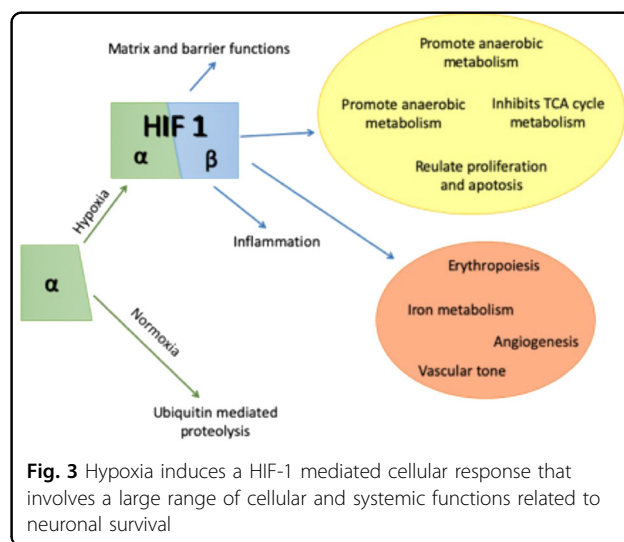 Matrix and barrier functions
Promote anaerobic
metabolism
Promote anaerobic
metabolism
Inhibits TCA cycle
metabolism
Reulate proliferation
and apotosis
HIF 1
α
β
Hypoxia
Inflammation
α
Normoxia
Erythropoiesis
Iron metabolism
Angiogenesis
Vascular tone
Ubiquitin mediated
proteolysis
Fig. 3 Hypoxia induces a HIF-1 mediated cellular response that
involves a large range of cellular and systemic functions related to
neuronal survival